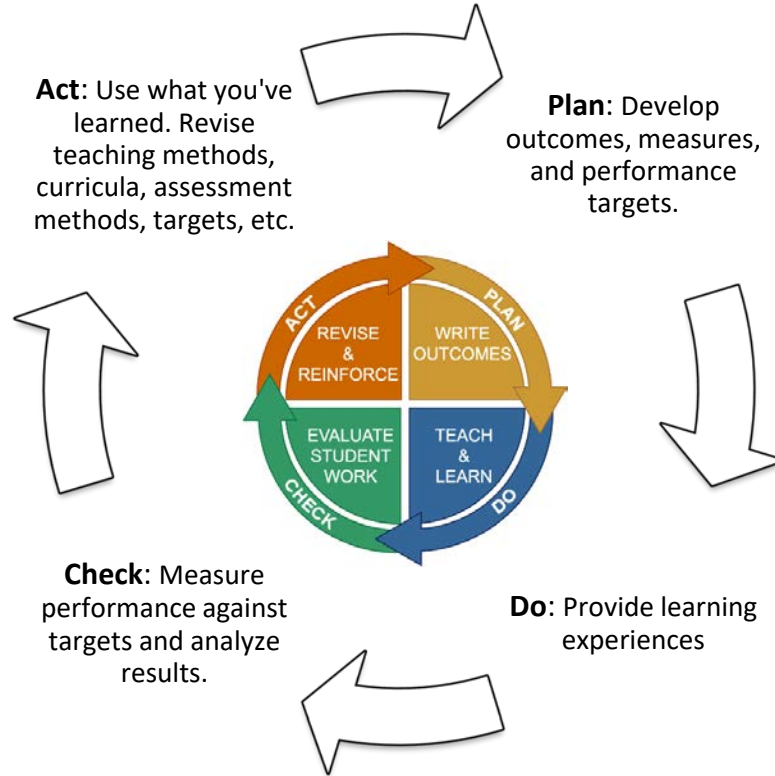 Act: Use what you've
learned. Revise
teaching methods,
curricula, assessment
methods, targets, etc.
Plan: Develop
outcomes, measures,
and performance
targets.
ACT
REVISE
&
REINFORCE
PLAN
WRITE
OUTCOMES
EVALUATE
STUDENT
WORK
CHECK
TEACH
&
LEARN
DO
Check: Measure
performance against
targets and analyze
results.
Do: Provide learning
experiences